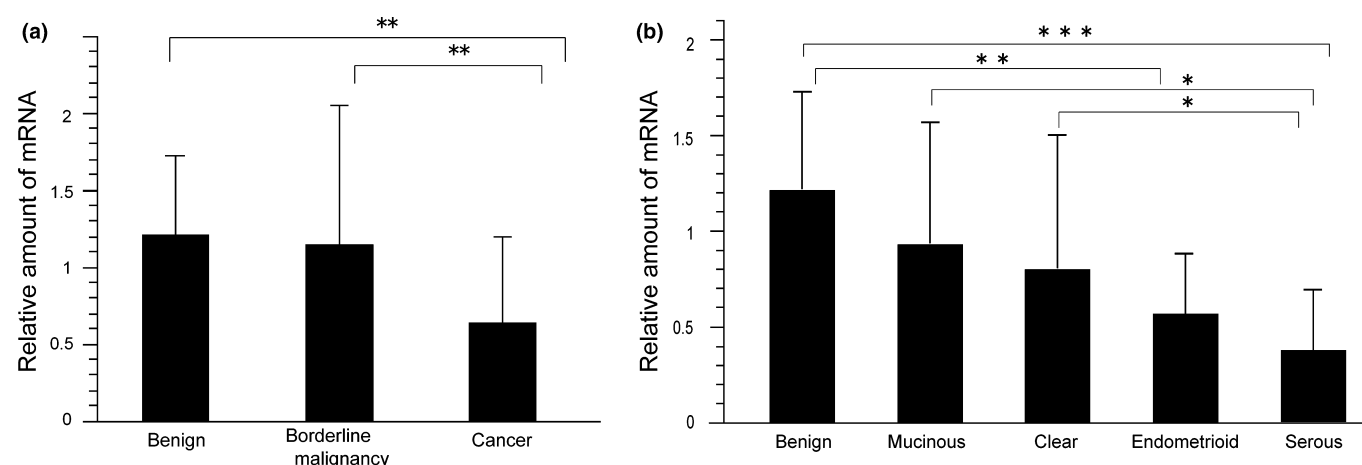 (a)
**
**
Relative amount of mRNA
2
1.5
1
0.5
0
Benign
Borderline
malignancy
Cancer
(b)
* * *
* *
*
*
Relative amount of mRNA
2
1.5
1
0.5
0
Benign
Mucinous
Clear
Endometrioid
Serous